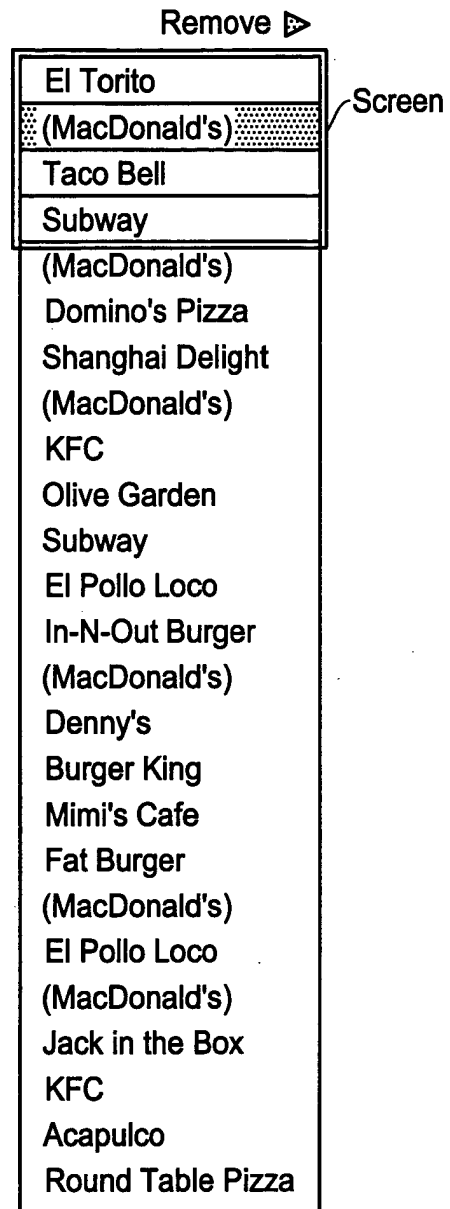 Remove
El Torito
Screen
(MacDonald's)
Taco Bell
Subway
(MacDonald's)
Domino's Pizza
Shanghai Delight
(MacDonald's)
KFC
Olive Garden
Subway
El Pollo Loco
In-N-Out Burger
(MacDonald's)
Denny's
Burger King
Mimi's Cafe
Fat Burger
(MacDonald's)
El Pollo Loco
(MacDonald's)
Jack in the Box
KFC
Acapulco
Round Table Pizza